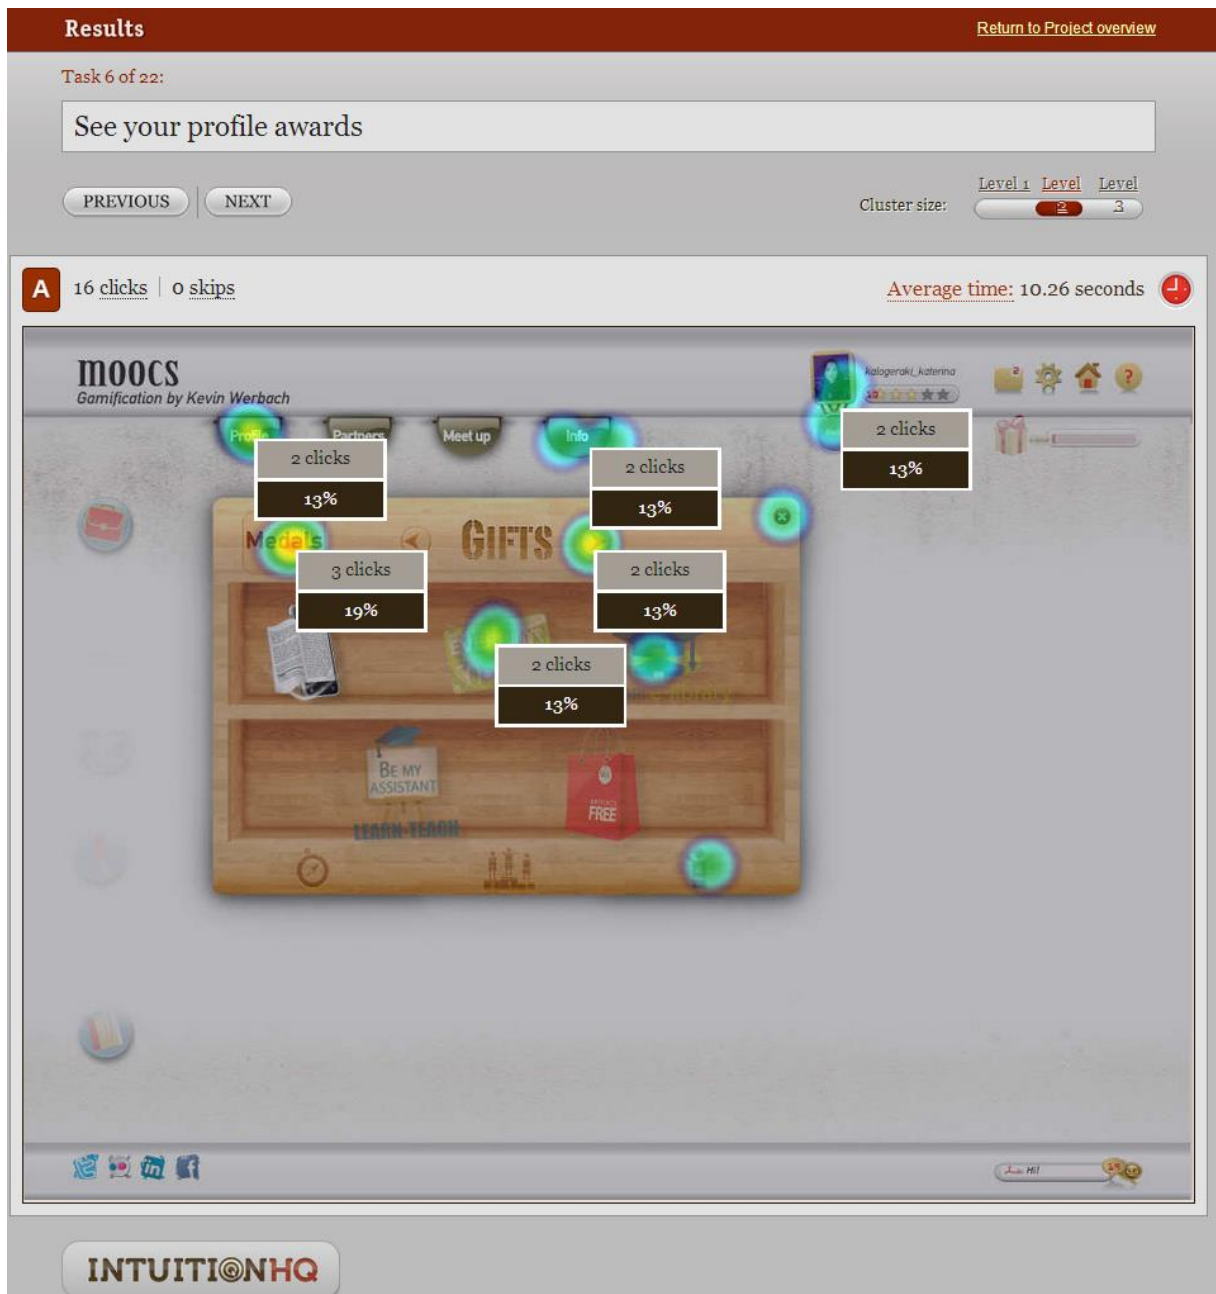 Results
Return to Project overview
Task 6 of 22:
See your profile awards
PREVIOUS
NEXT
Cluster size:
Level 1 Level Level
2 3
A
16 clicks
0 skips
Average time: 10.26 seconds
moocs
Gamification by Kevin Werbach
kalogeraki_katerina
Profile
Partners
Meet up
Info
2 clicks
13%
2 clicks
13%
2 clicks
13%
Medals
GIFTS
3 clicks
19%
2 clicks
13%
2 clicks
13%
library
BE MY
ASSISTANT
LEARN-TEACH
FREE
Hi!
INTUITIONHQ